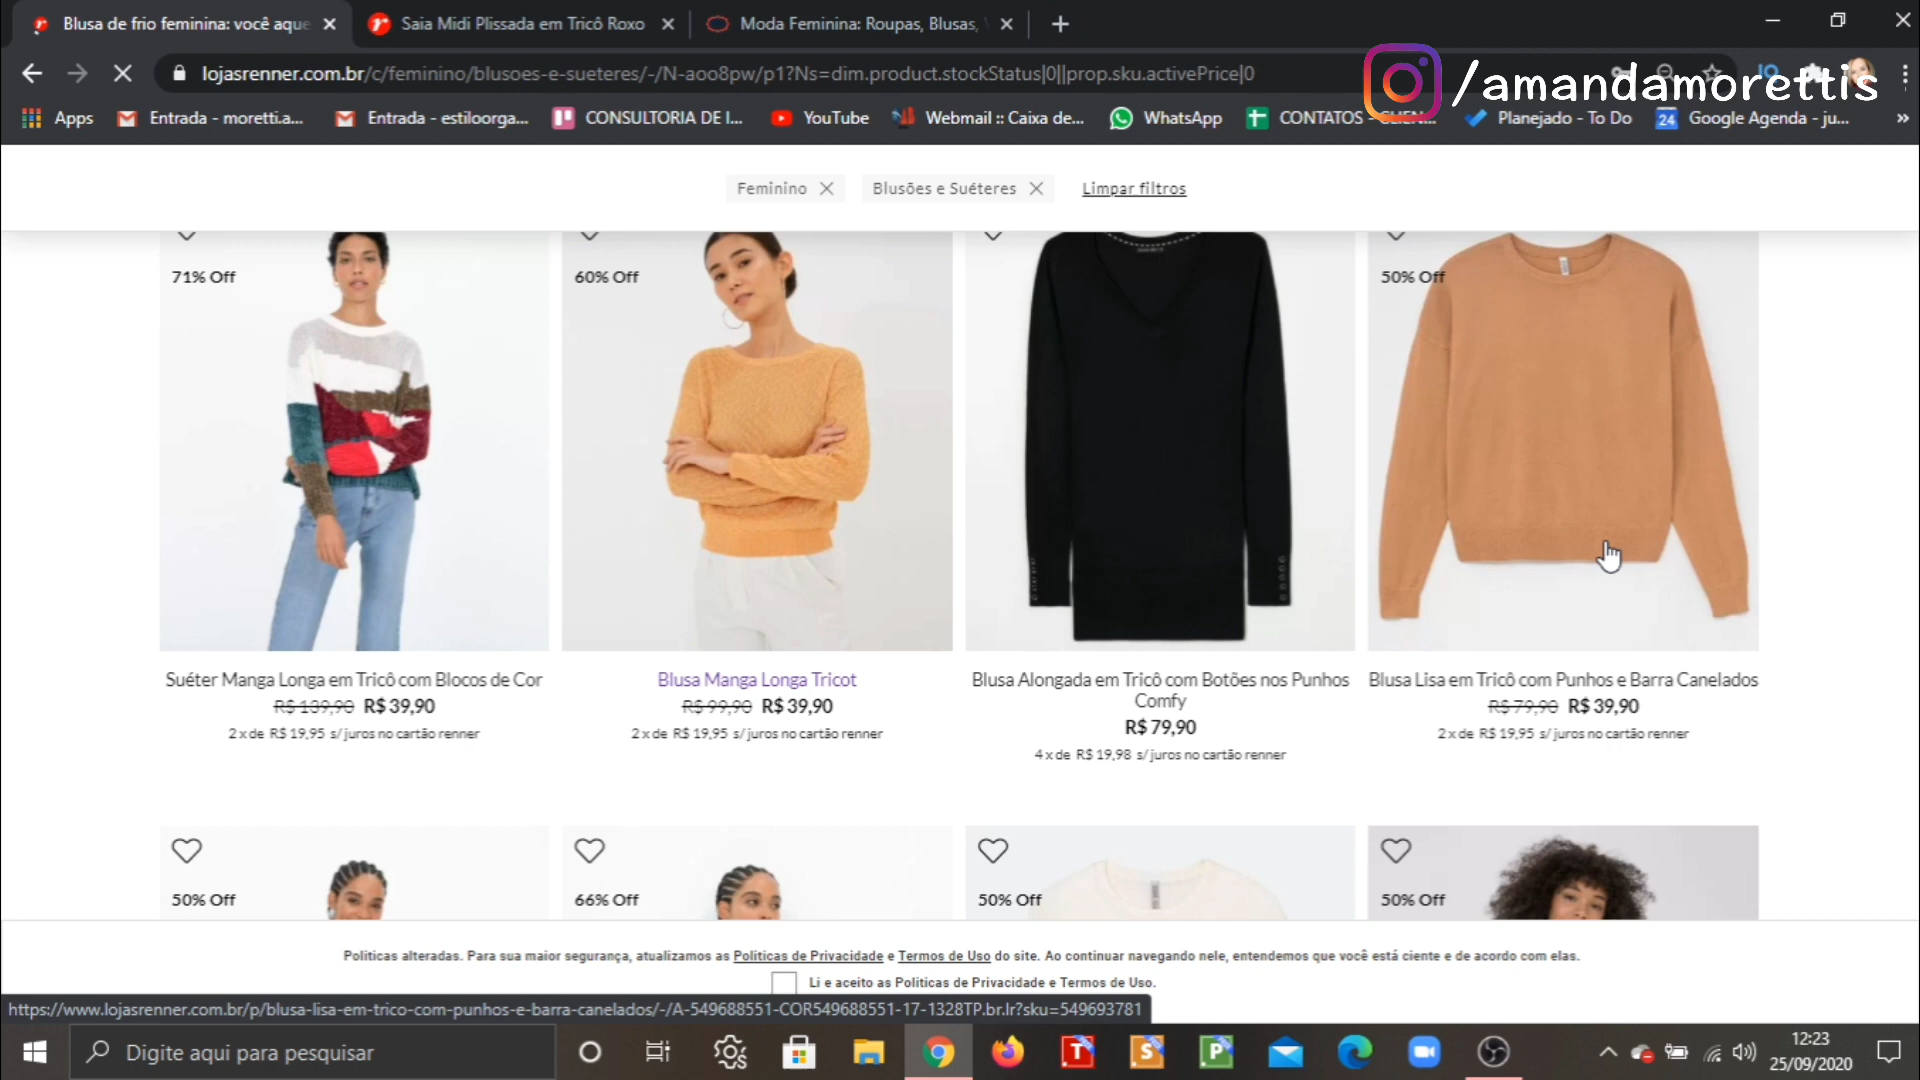 Blusa de frio feminina: você aque
Saia Midi Plissada em Tricô Roxo
Moda Feminina: Roupas, Blusas,
lojasrenner.com.br/c/feminino/blusoes-e-sueteres/-/N-aoo8pw/p1?Ns=dim.product.stockStatus|0||prop.sku.activePrice|0
/amandamorettis
Apps
Entrada - moretti.a...
Entrada - estiloorga...
CONSULTORIA DE I...
YouTube
Webmail :: Caixa de...
WhatsApp
CONTATOS - CLIEN...
Planejado - To Do
24
Google Agenda - ju...
»
Feminino
Blusões e Suéteres
Limpar filtros
71% Off
60% Off
50% Off
Suéter Manga Longa em Tricô com Blocos de Cor
R$ 139,90 R$ 39,90
2 x de R$ 19,95 s/ juros no cartão renner
Blusa Manga Longa Tricot
R$ 99,90 R$ 39,90
2 x de R$ 19,95 s/ juros no cartão renner
Blusa Alongada em Tricô com Botões nos Punhos
Comfy
R$ 79,90
4 x de R$ 19,98 s/ juros no cartão renner
Blusa Lisa em Tricô com Punhos e Barra Canelados
R$ 79,90 R$ 39,90
2 x de R$ 19,95 s/ juros no cartão renner
50% Off
66% Off
50% Off
50% Off
Políticas alteradas. Para sua maior segurança, atualizamos as Políticas de Privacidade e Termos de Uso do site. Ao continuar navegando nele, entendemos que você está ciente e de acordo com elas.
Li e aceito as Políticas de Privacidade e Termos de Uso.
https://www.lojasrenner.com.br/p/blusa-lisa-em-trico-com-punhos-e-barra-canelados/-/A-549688551-COR549688551-17-1328TP.br.lr?sku=549693781
Digite aqui para pesquisar
T
S
P
12:23
25/09/2020